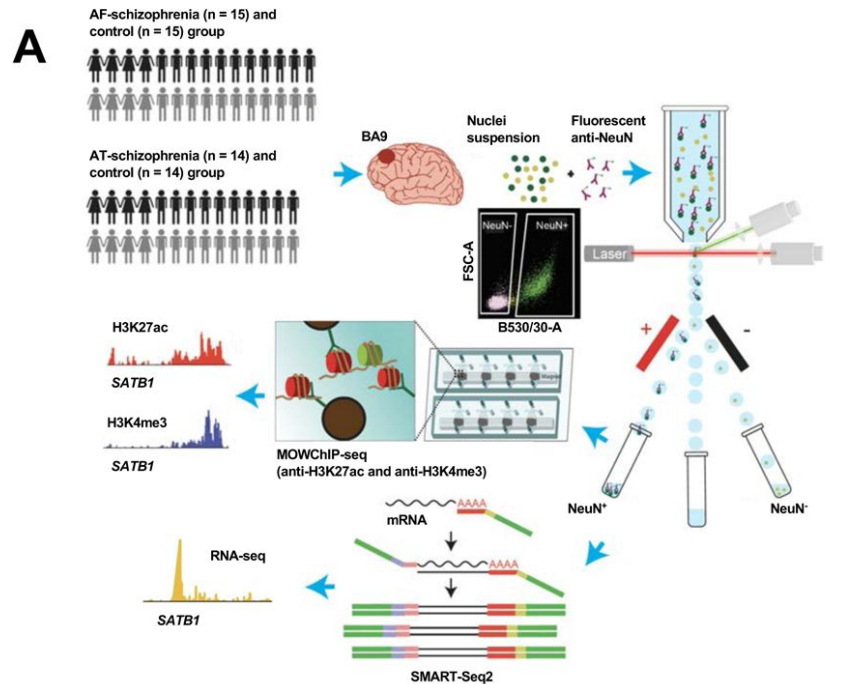 A
AF-schizophrenia (n = 15) and
control (n = 15) group
AT-schizophrenia (n = 14) and
control (n = 14) group
BA9
Nuclei
suspension
+
Fluorescent
anti-NeuN
NeuN-
NeuN+
FSC-A
B530/30-A
Laser
+
-
H3K27ac
SATB1
H3K4me3
SATB1
MOWChIP-seq
(anti-H3K27ac and anti-H3K4me3)
NeuN⁺
NeuN⁻
AAAA
mRNA
AAAA
RNA-seq
SATB1
SMART-Seq2